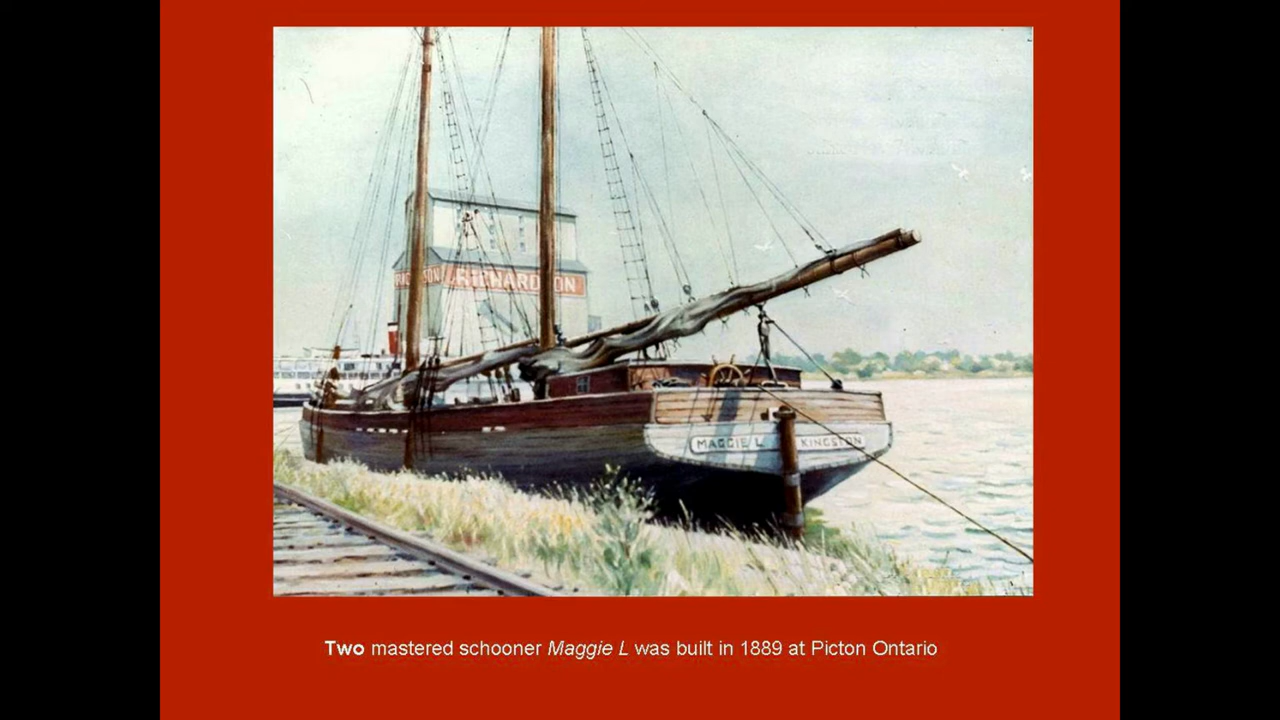 RICHARDSON
MAGGIE L KINGSTON
Two mastered schooner Maggie L was built in 1889 at Picton Ontario